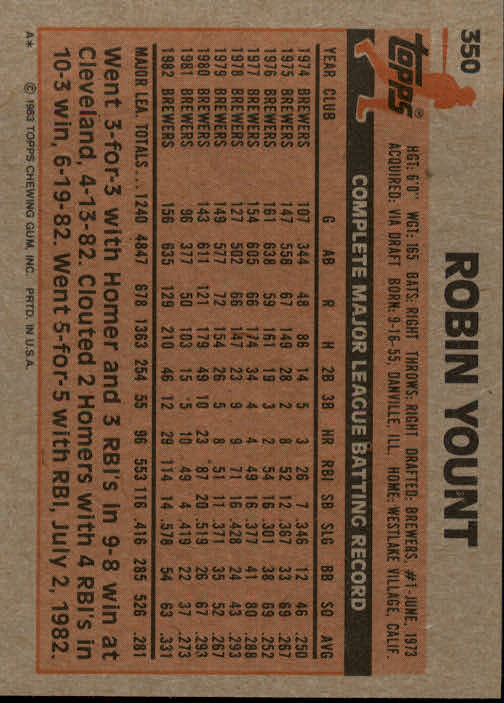 350
topps®
ROBIN YOUNT
HGT: 6'0" WGT: 165 BATS: RIGHT THROWS: RIGHT DRAFTED: BREWERS, #1-JUNE, 1973
ACQUIRED: VIA DRAFT BORN: 9-16-55, DANVILLE, ILL. HOME: WESTLAKE VILLAGE, CALIF.
COMPLETE MAJOR LEAGUE BATTING RECORD
YEAR CLUB G AB R H 2B 3B HR RBI SB SLG BB SO AVG
1974 BREWERS 107 344 48 86 14 5 3 26 7 .346 12 46 .250
1975 BREWERS 147 558 67 149 28 2 8 52 12 .367 33 69 .267
1976 BREWERS 161 638 59 161 19 3 2 54 16 .301 38 69 .252
1977 BREWERS 154 605 66 174 34 4 4 49 16 .377 41 80 .288
1978 BREWERS 127 502 66 147 23 9 9 71 16 .428 24 43 .293
1979 BREWERS 149 577 72 154 26 5 8 51 11 .371 35 52 .267
1980 BREWERS 143 611 121 179 49 10 23 87 20 .519 26 67 .293
1981 BREWERS 96 377 50 103 15 5 10 49 4 .419 22 37 .273
1982 BREWERS 156 635 129 210 46 12 29 114 14 .578 54 63 .331
MAJOR LEA. TOTALS... 1240 4847 678 1363 254 55 96 553 116 .416 285 526 .281
Went 3-for-3 with Homer and 3 RBI's in 9-8 win at
Cleveland, 4-13-82. Clouted 2 Homers with 4 RBI's in
10-3 win, 6-19-82. Went 5-for-5 with RBI, July 2, 1982.
A* © 1983 TOPPS CHEWING GUM, INC. PRTD. IN U.S.A.